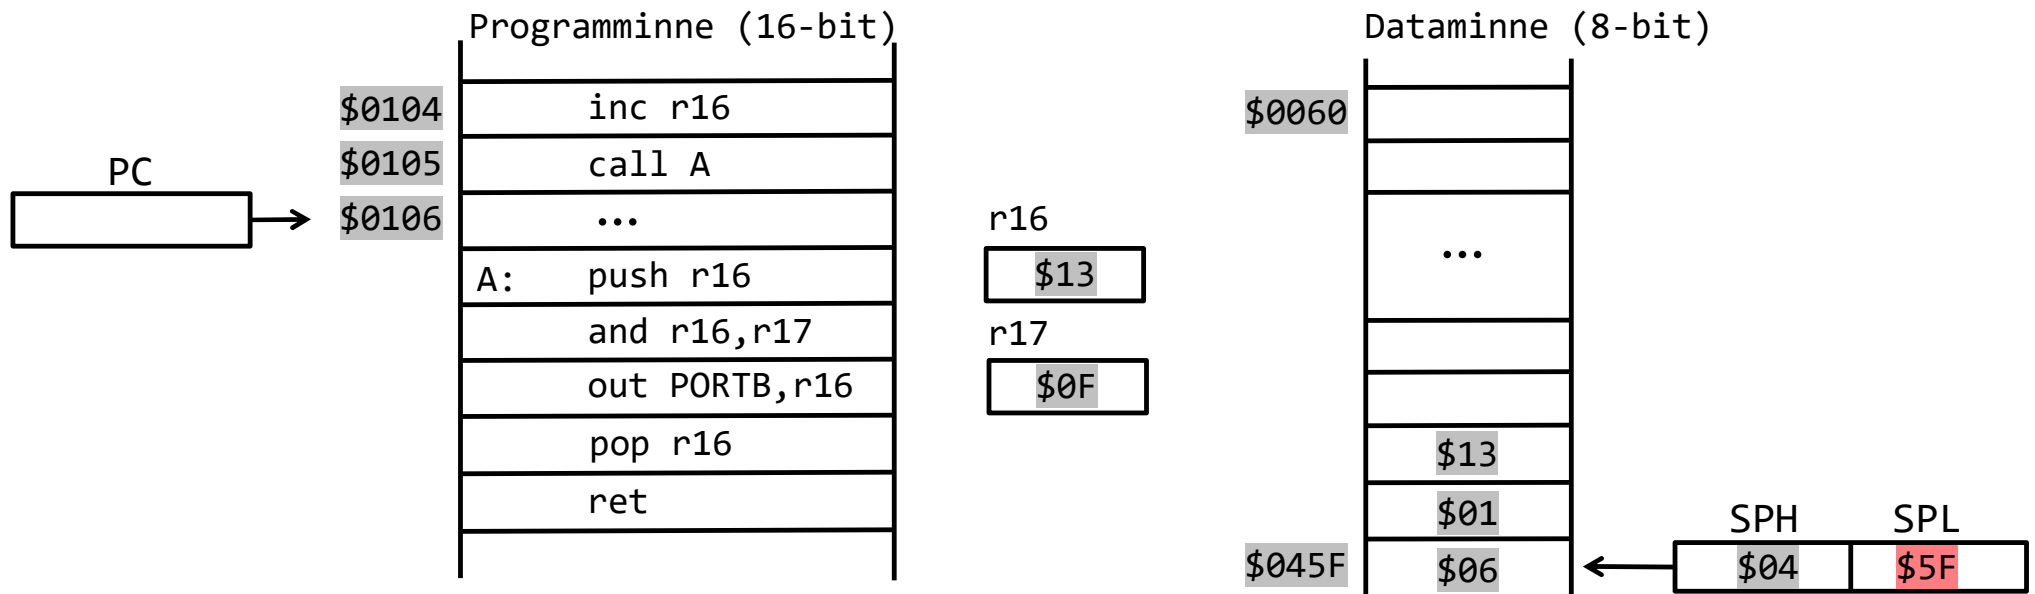 Programminne (16-bit)
Dataminne (8-bit)
$0104
inc r16
$0060
PC
$0105
call A
$0106
...
r16
...
A:
push r16
$13
and r16,r17
r17
out PORTB,r16
$0F
pop r16
$13
ret
$01
SPH
SPL
$045F
$06
$04
$5F